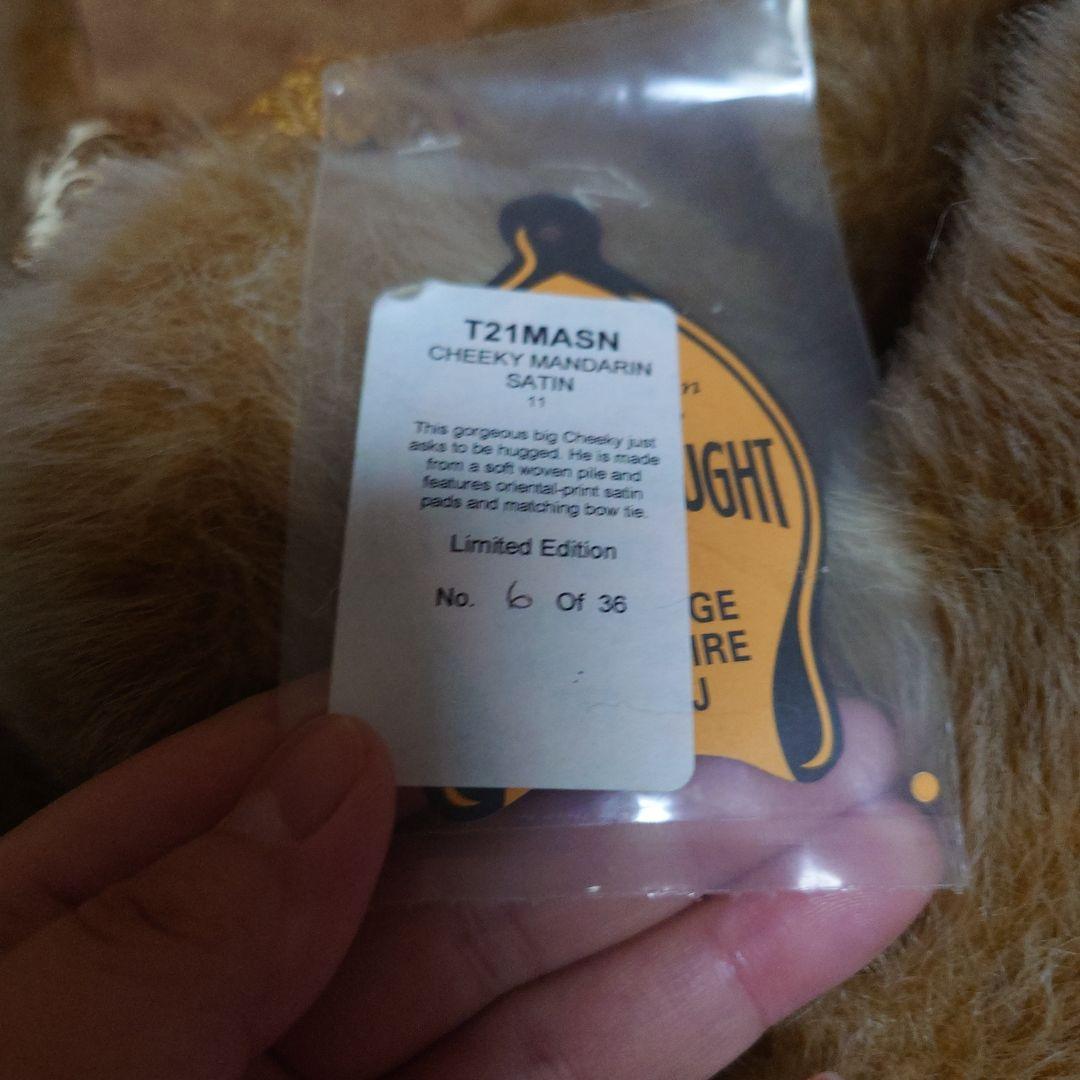 T21MASN
CHEEKY MANDARIN
SATIN
11
This gorgeous big Cheeky just
asks to be hugged. He is made
from a soft woven pile and
features oriental-print satin
pads and matching bow tie.
Limited Edition
No. 6 Of 36
n
UGHT
GE
IRE
J